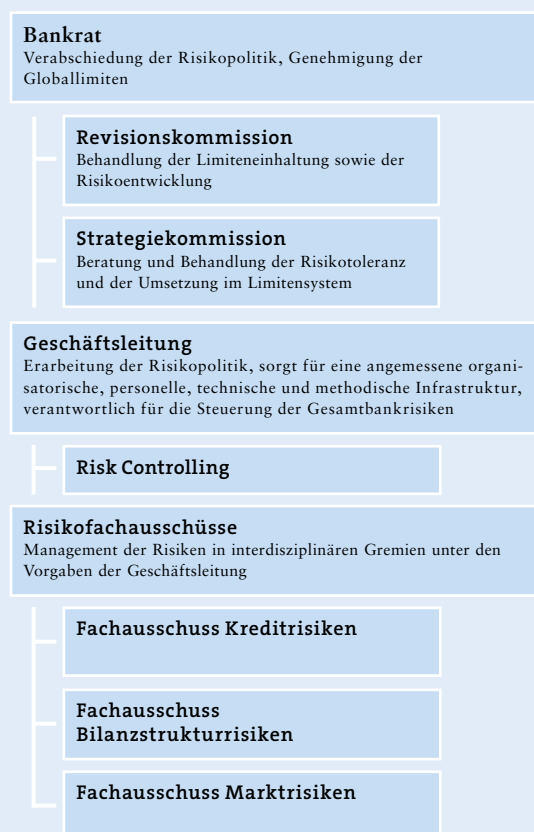 Bankrat
Verabschiedung der Risikopolitik, Genehmigung der
Globallimiten
Revisionskommission
Behandlung der Limiteneinhaltung sowie der
Risikoentwicklung
Strategiekommission
Beratung und Behandlung der Risikotoleranz
und der Umsetzung im Limitensystem
Geschäftsleitung
Erarbeitung der Risikopolitik, sorgt für eine angemessene organi-
satorische, personelle, technische und methodische Infrastruktur,
verantwortlich für die Steuerung der Gesamtbankrisiken
Risk Controlling
Risikofachausschüsse
Management der Risiken in interdisziplinären Gremien unter den
Vorgaben der Geschäftsleitung
Fachausschuss Kreditrisiken
Fachausschuss
Bilanzstrukturrisiken
Fachausschuss Marktrisiken